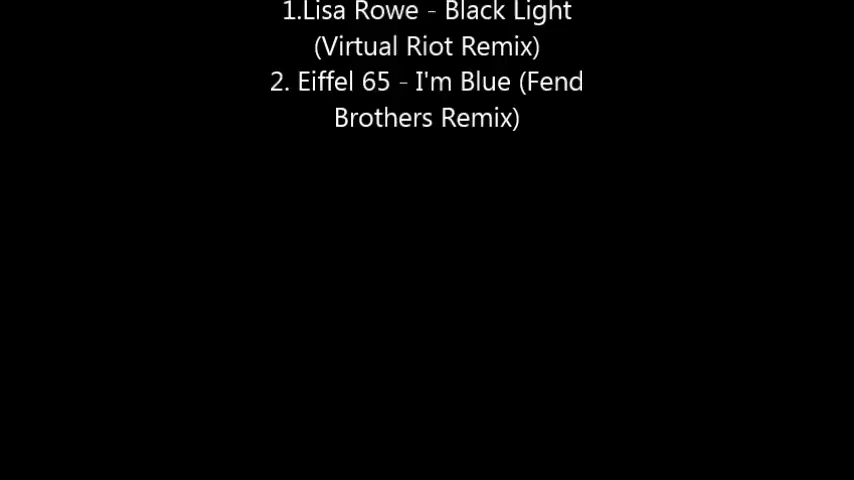 1.Lisa Rowe - Black Light
(Virtual Riot Remix)
2. Eiffel 65 - I'm Blue (Fend
Brothers Remix)